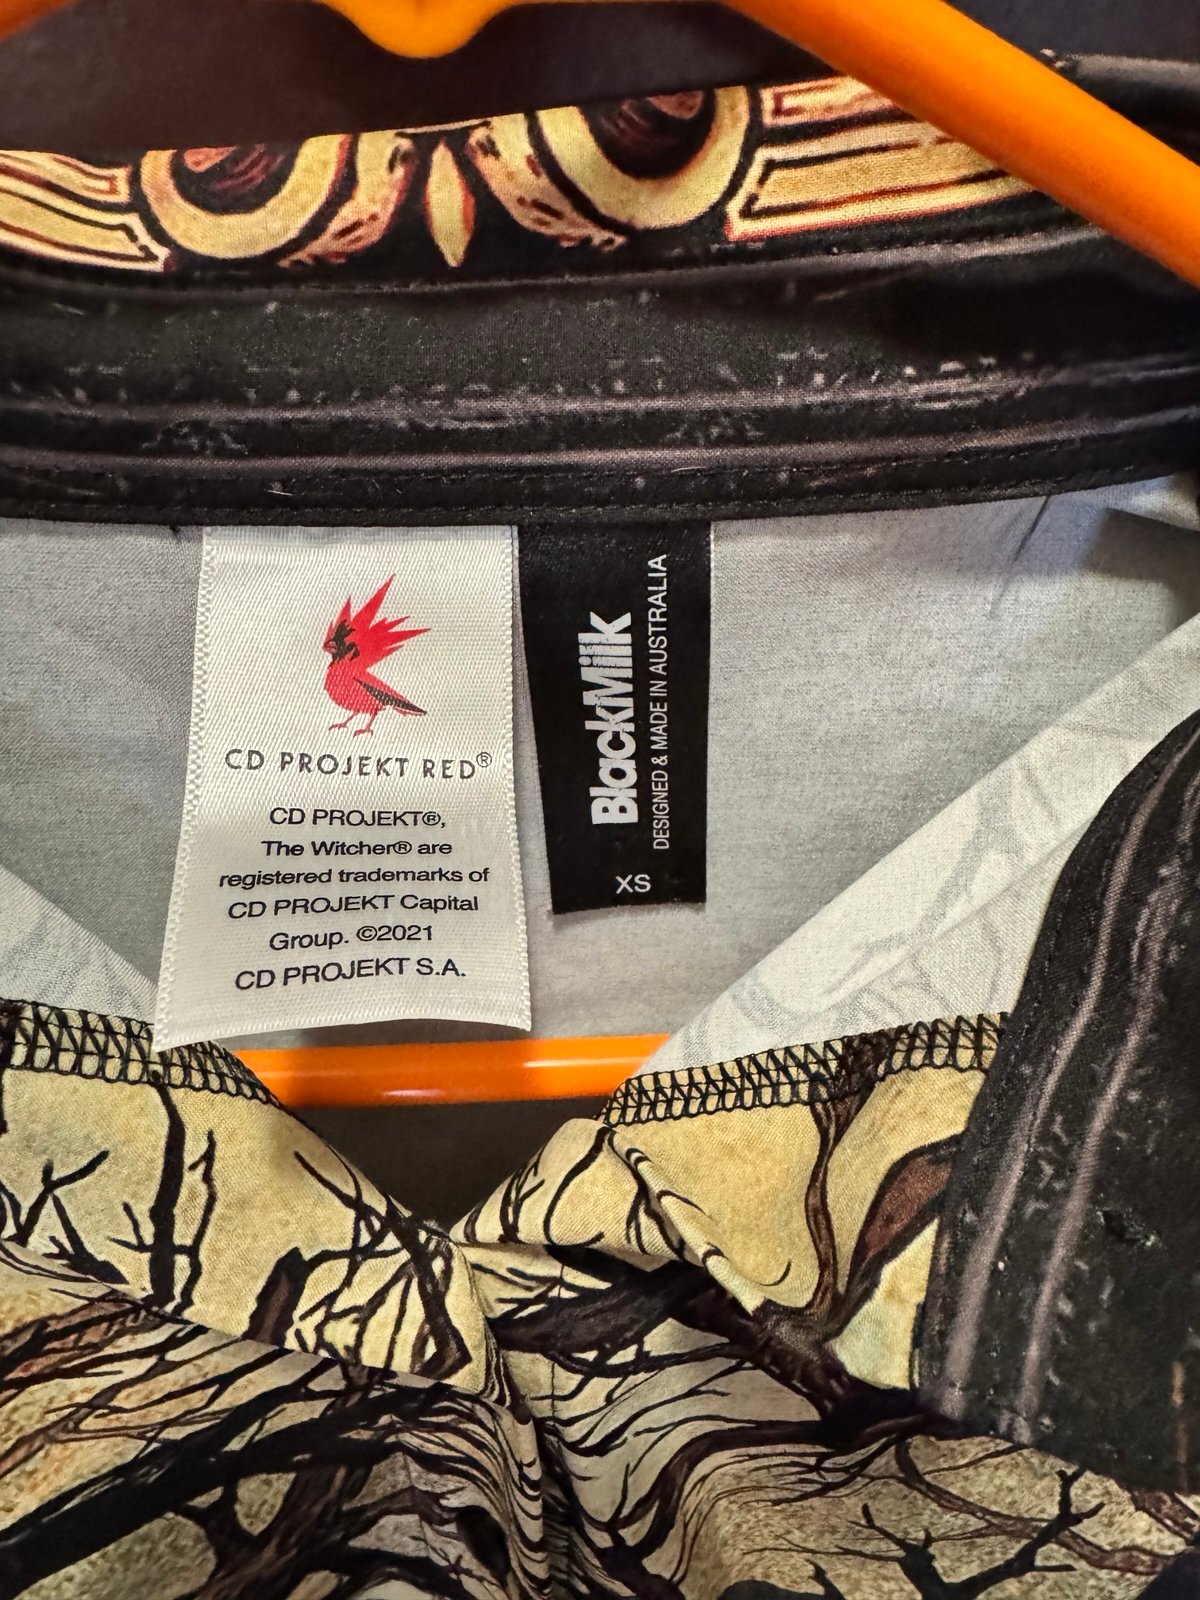 CD PROJEKT RED®
CD PROJEKT®,
The Witcher® are
registered trademarks of
CD PROJEKT Capital
Group. ©2021
CD PROJEKT S.A.
BlackMilk
DESIGNED & MADE IN AUSTRALIA
XS